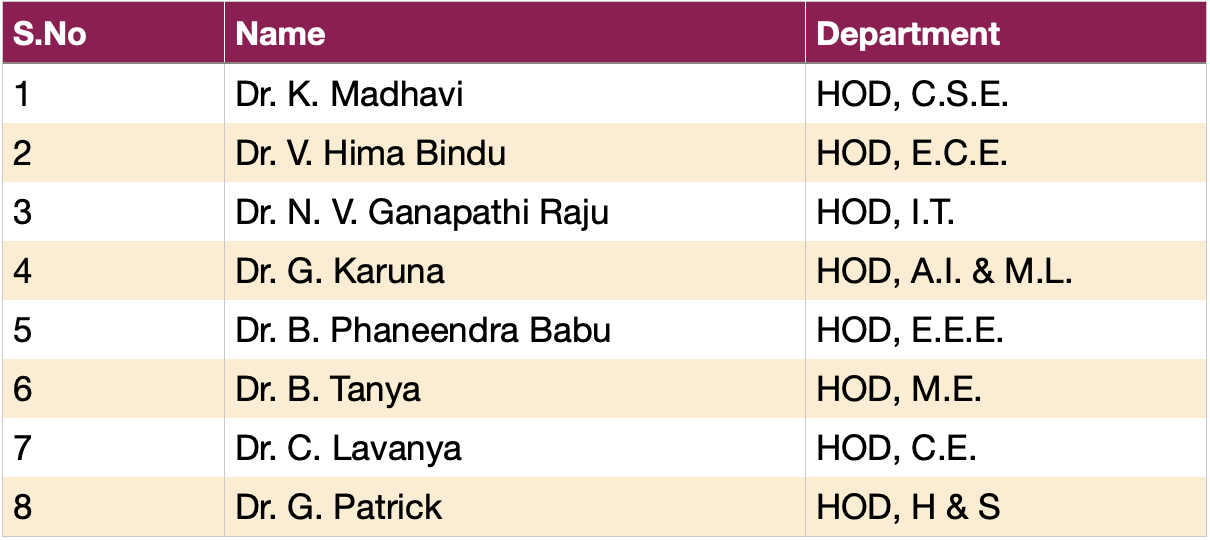 S.No Name Department
1 Dr. K. Madhavi HOD, C.S.E.
2 Dr. V. Hima Bindu HOD, E.C.E.
3 Dr. N. V. Ganapathi Raju HOD, I.T.
4 Dr. G. Karuna HOD, A.I. & M.L.
5 Dr. B. Phaneendra Babu HOD, E.E.E.
6 Dr. B. Tanya HOD, M.E.
7 Dr. C. Lavanya HOD, C.E.
8 Dr. G. Patrick HOD, H & S